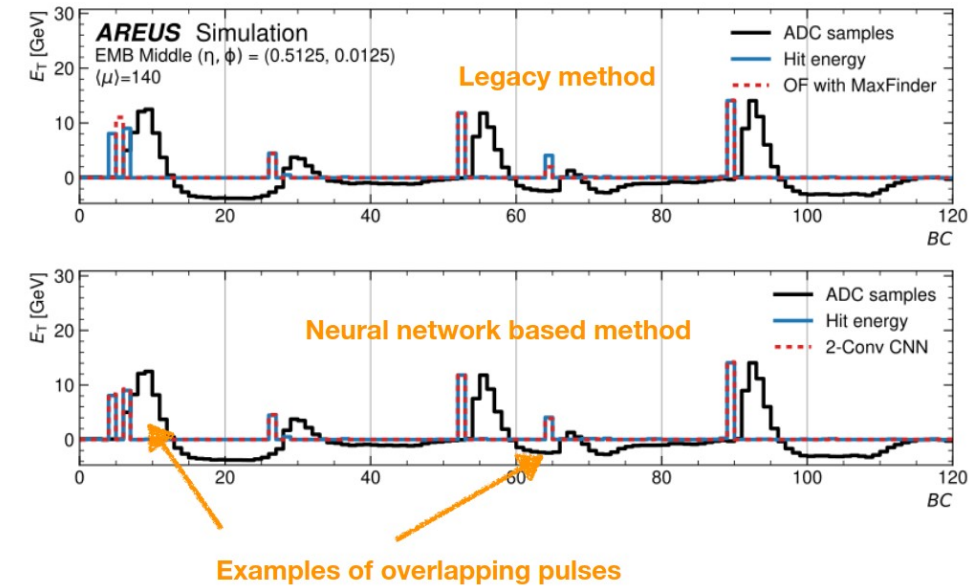 30
20
10
0
E_T [GeV]
AREUS Simulation
EMB Middle (η, ϕ) = (0.5125, 0.0125)
⟨μ⟩=140
Legacy method
ADC samples
Hit energy
OF with MaxFinder
0 20 40 60 80 100 120
BC
30
20
10
0
E_T [GeV]
Neural network based method
ADC samples
Hit energy
2-Conv CNN
0 20 40 60 80 100 120
BC
Examples of overlapping pulses